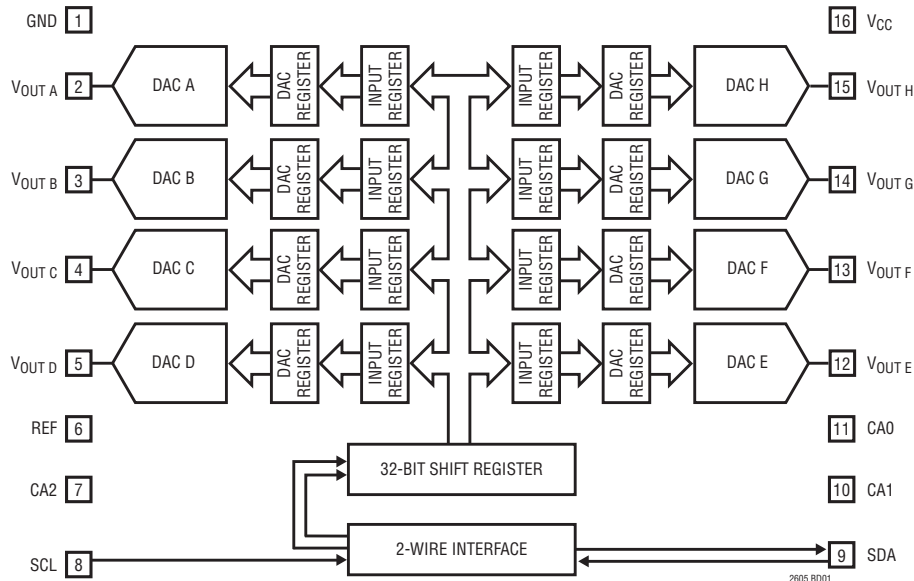 GND 1
16 VCC
VOUT A 2
DAC A
DAC REGISTER
INPUT REGISTER
INPUT REGISTER
DAC REGISTER
DAC H
15 VOUT H
VOUT B 3
DAC B
DAC REGISTER
INPUT REGISTER
INPUT REGISTER
DAC REGISTER
DAC G
14 VOUT G
VOUT C 4
DAC C
DAC REGISTER
INPUT REGISTER
INPUT REGISTER
DAC REGISTER
DAC F
13 VOUT F
VOUT D 5
DAC D
DAC REGISTER
INPUT REGISTER
INPUT REGISTER
DAC REGISTER
DAC E
12 VOUT E
REF 6
11 CA0
32-BIT SHIFT REGISTER
CA2 7
10 CA1
2-WIRE INTERFACE
SCL 8
9 SDA
2605 BD01